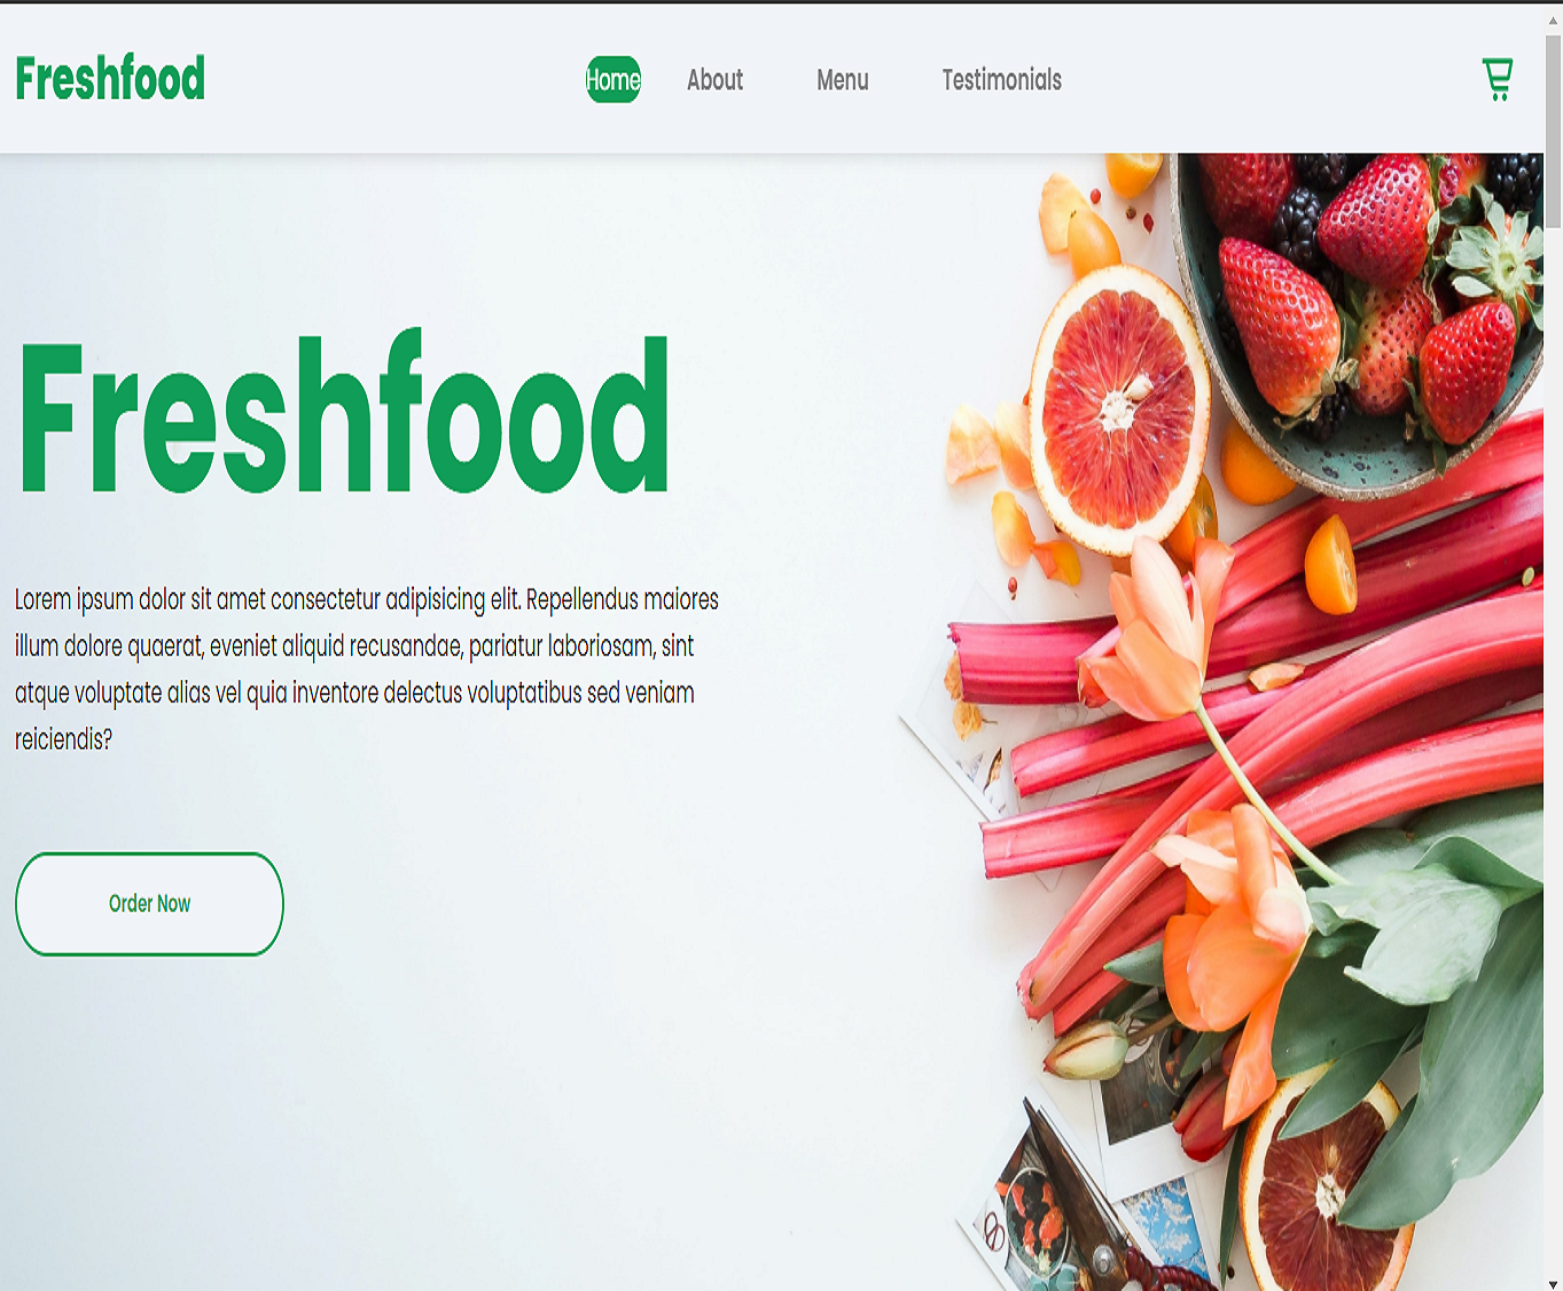 Freshfood
Home About Menu Testimonials
Freshfood
Lorem ipsum dolor sit amet consectetur adipisicing elit. Repellendus maiores
illum dolore quaerat, eveniet aliquid recusandae, pariatur laboriosam, sint
atque voluptate alias vel quia inventore delectus voluptatibus sed veniam
reiciendis?
Order Now